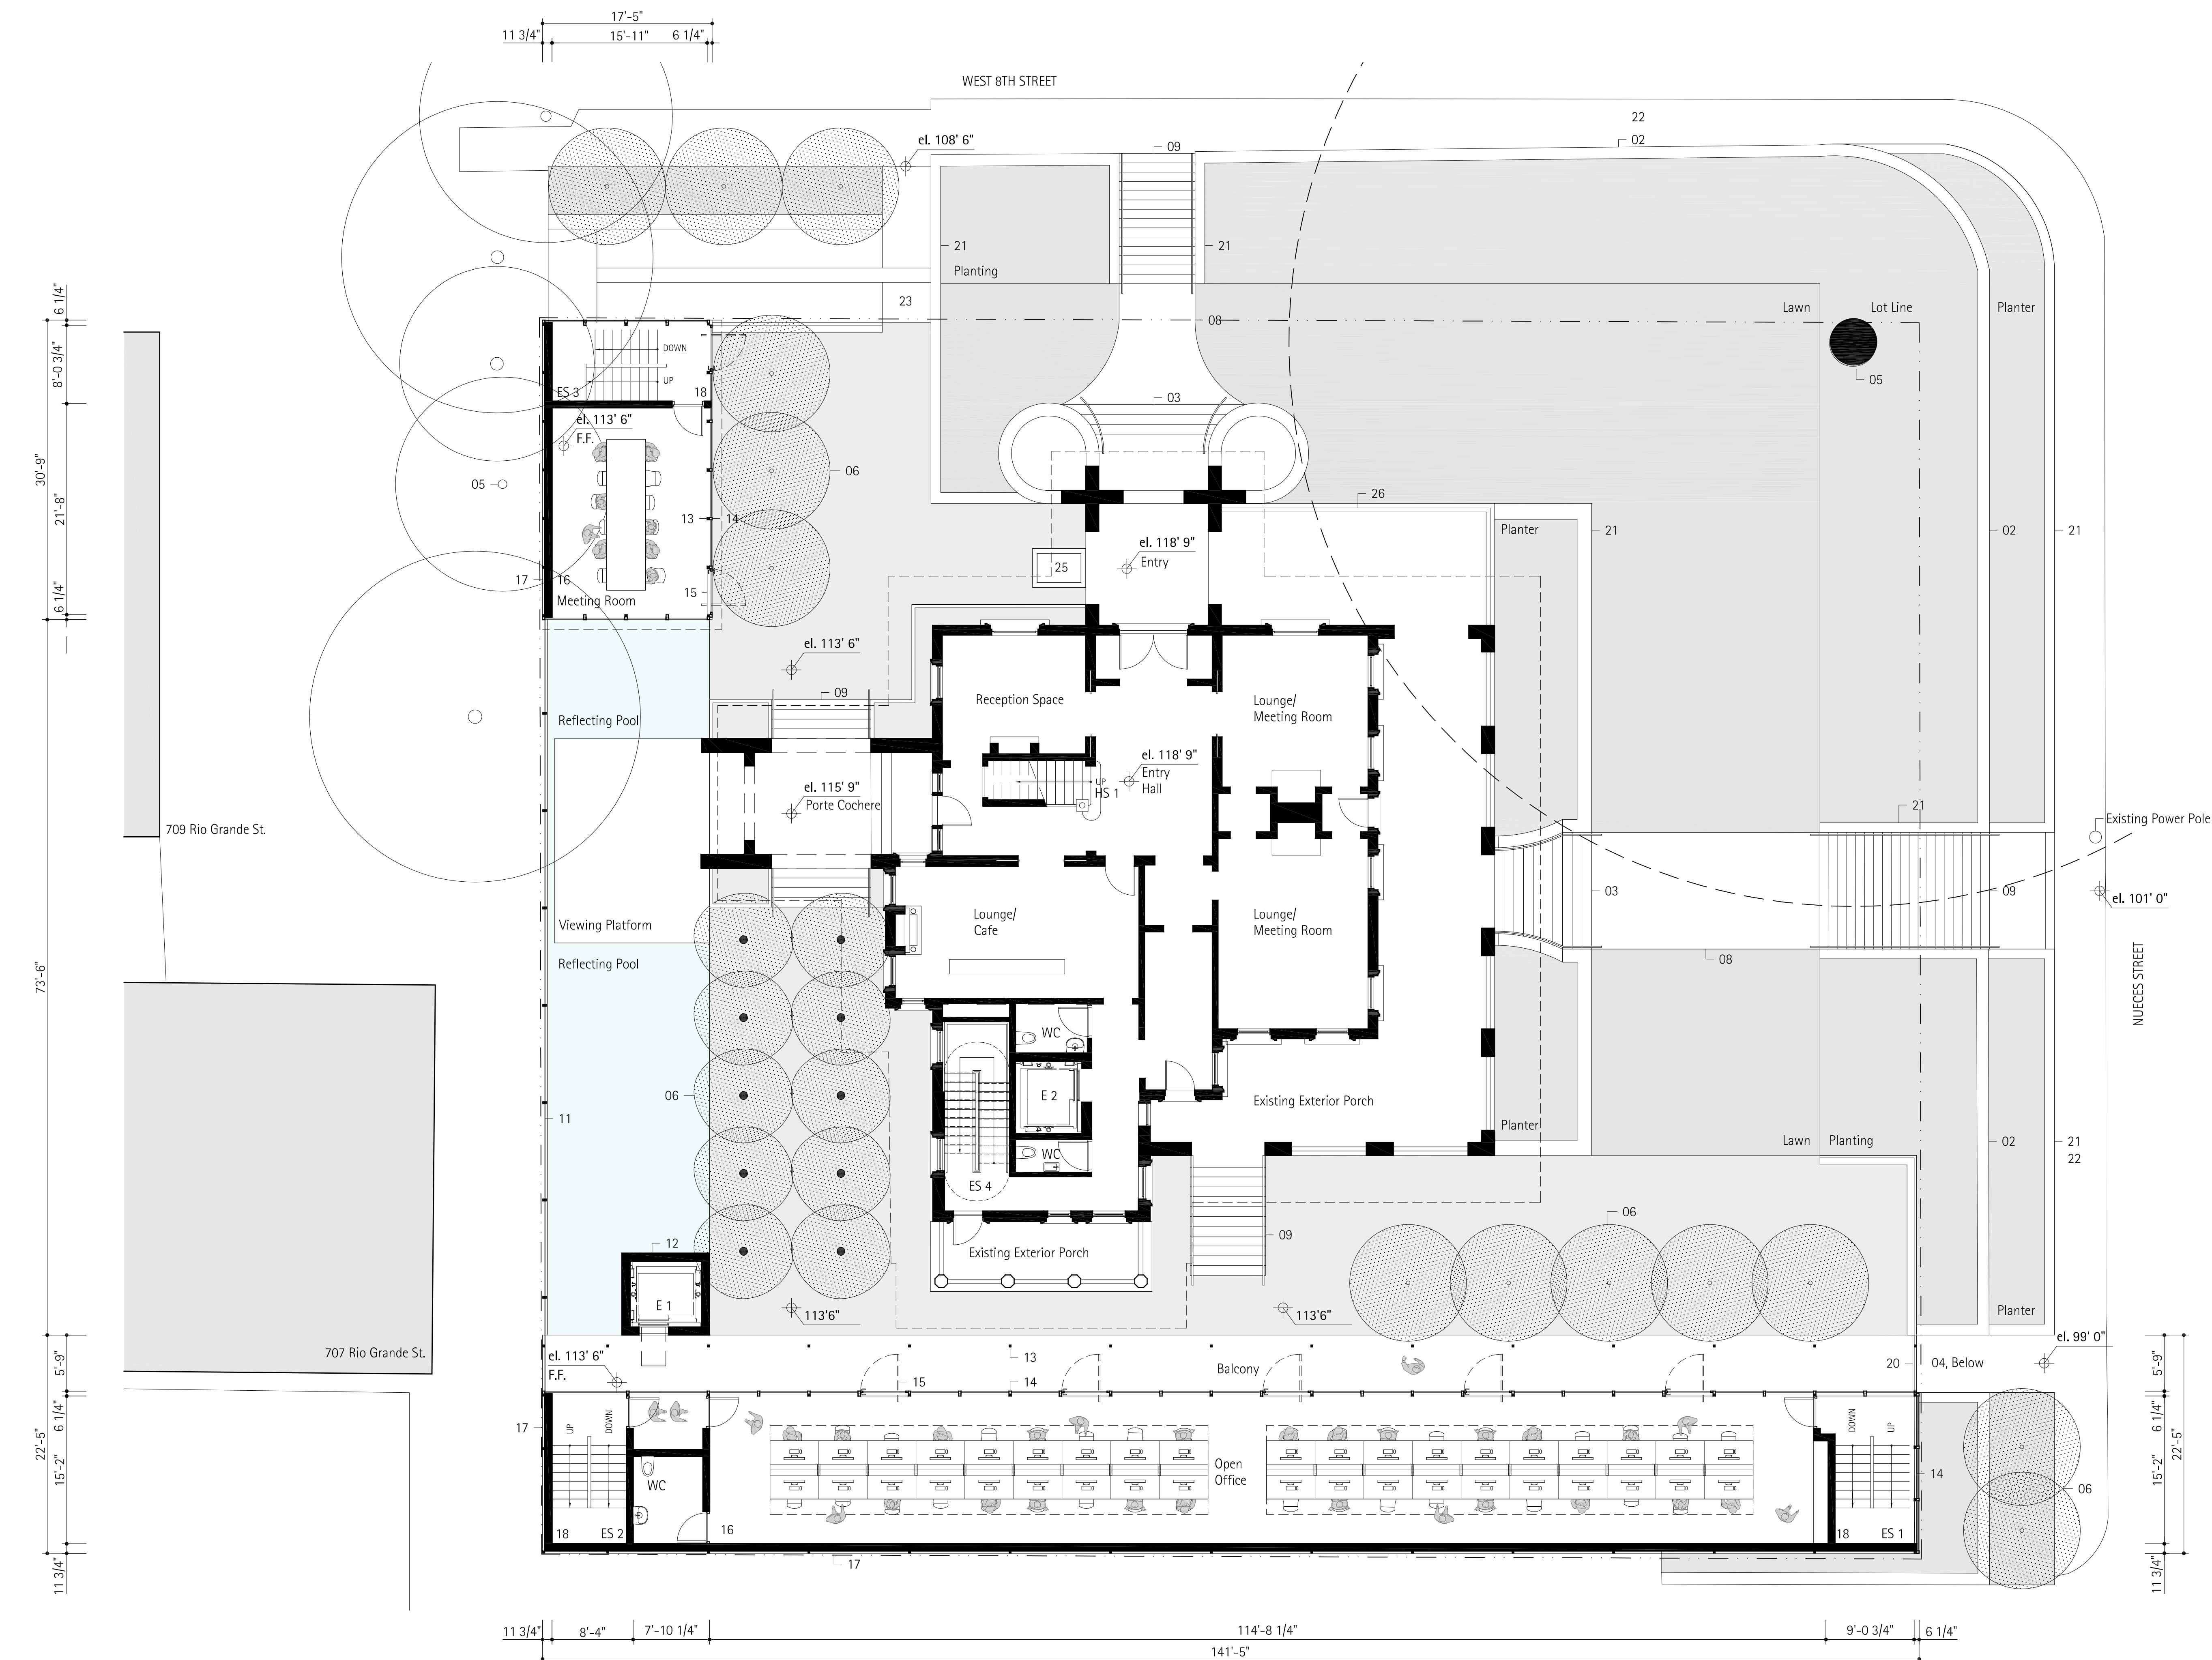 17'-5"
11 3/4"
15'-11"
6 1/4"
WEST 8TH STREET
22
02
el. 108' 6"
09
21
Planting
21
23
08
Lawn
Lot Line
Planter
05
6 1/4"
8'-0 3/4"
30'-9"
21'-8"
6 1/4"
DOWN
UP
ES 3
18
el. 113' 6"
F.F.
03
05
06
13
14
17
16
15
Meeting Room
26
Planter
21
02
21
25
el. 118' 9"
Entry
el. 113' 6"
09
Reception Space
Lounge/
Meeting Room
Reflecting Pool
el. 118' 9"
Entry
Hall
UP
HS 1
el. 115' 9"
Porte Cochere
21
Existing Power Pole
709 Rio Grande St.
03
09
el. 101' 0"
Viewing Platform
Lounge/
Cafe
Lounge/
Meeting Room
Reflecting Pool
08
NUECES STREET
73'-6"
WC
E 2
WC
ES 4
06
11
Existing Exterior Porch
Planter
Lawn
Planting
02
21
22
06
09
12
E 1
Existing Exterior Porch
113'6"
113'6"
Planter
707 Rio Grande St.
el. 113' 6"
F.F.
13
Balcony
20
04, Below
el. 99' 0"
15
14
5'-9"
6 1/4"
22'-5"
15'-2"
11 3/4"
17
UP
DOWN
WC
18
ES 2
16
Open
Office
DOWN
UP
14
18
ES 1
06
17
5'-9"
6 1/4"
22'-5"
15'-2"
11 3/4"
11 3/4"
8'-4"
7'-10 1/4"
114'-8 1/4"
9'-0 3/4"
6 1/4"
141'-5"